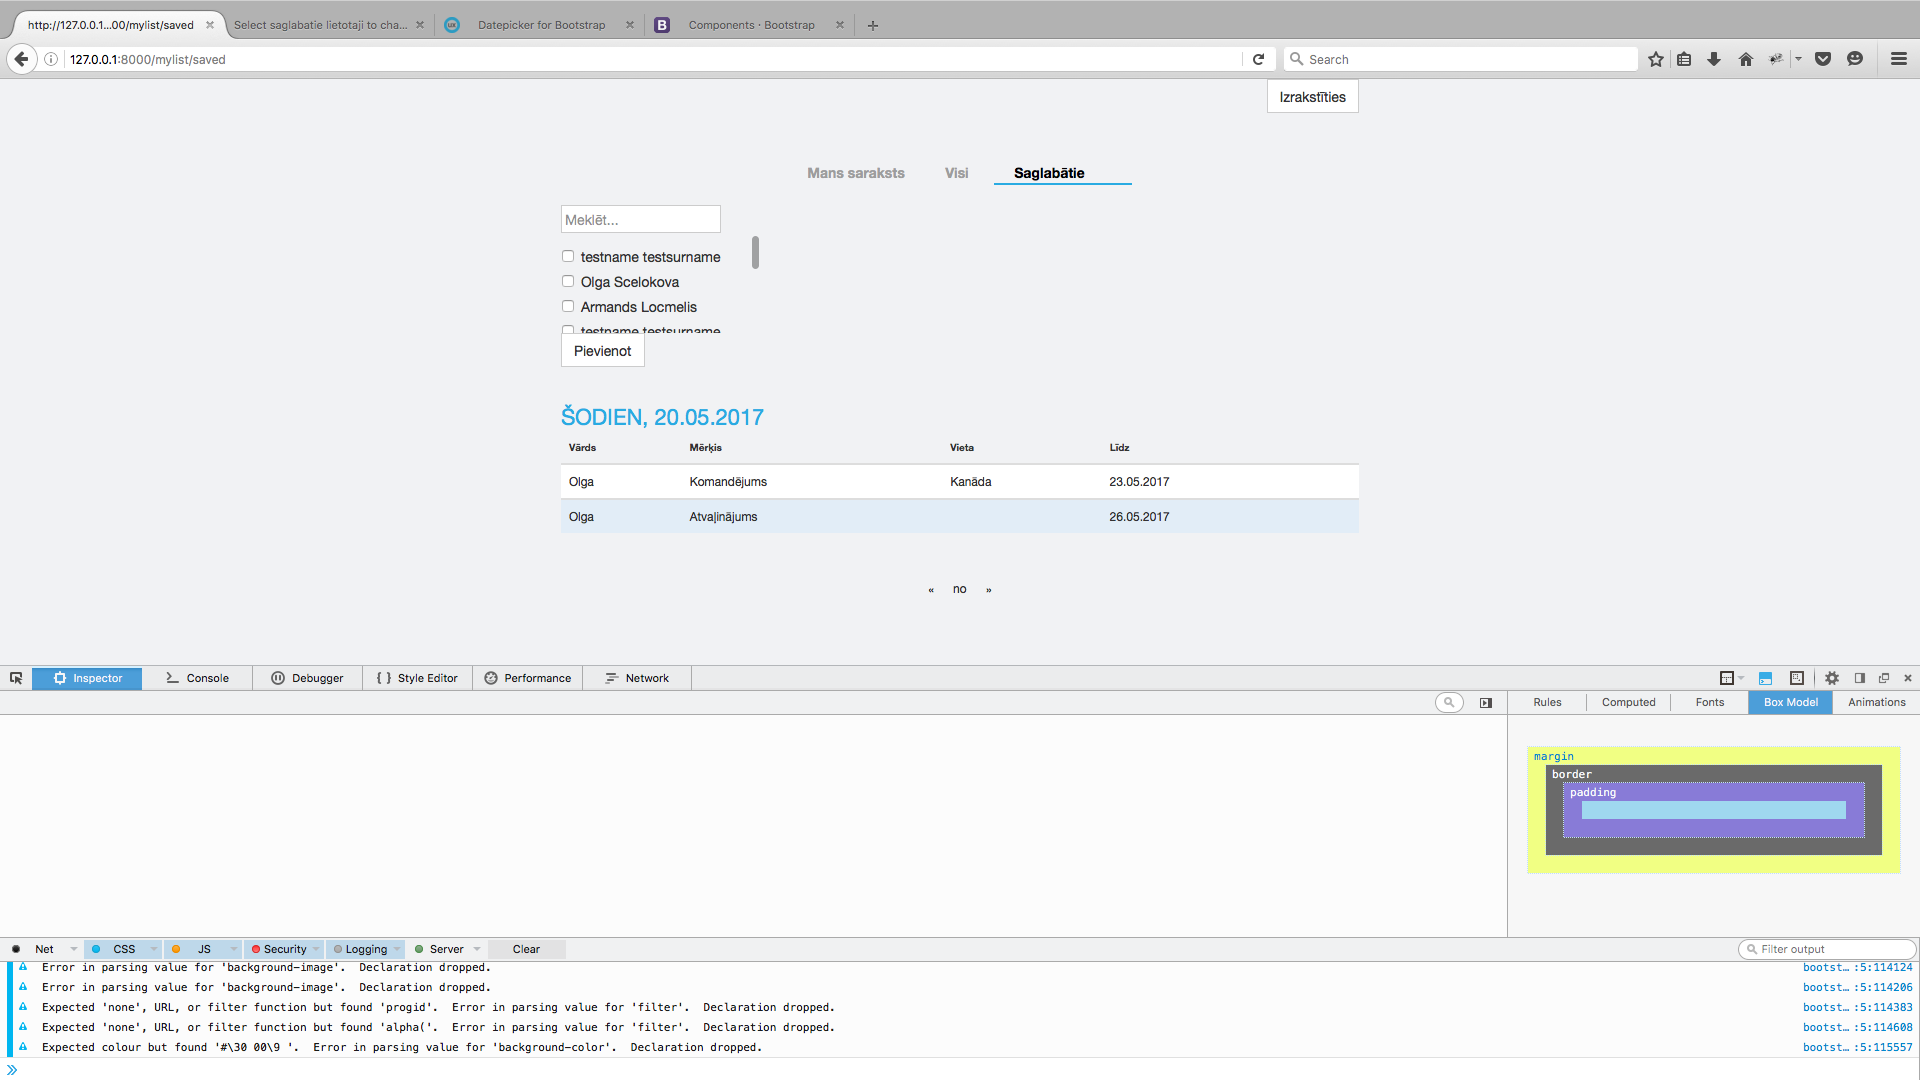 http://127.0.0.1...00/mylist/saved
Select saglabatie lietotaji to cha...
Datepicker for Bootstrap
Components · Bootstrap
127.0.0.1:8000/mylist/saved
Search
Izrakstīties
Mans saraksts Visi Saglabātie
Meklēt...
testname testsurname
Olga Scelokova
Armands Locmelis
testname testsurname
Pievienot
ŠODIEN, 20.05.2017
Vārds Mērķis Vieta Līdz
Olga Komandējums Kanāda 23.05.2017
Olga Atvaļinājums 26.05.2017
« no »
Inspector Console Debugger Style Editor Performance Network
Rules Computed Fonts Box Model Animations
margin
border
padding
Net CSS JS Security Logging Server Clear Filter output
Error in parsing value for 'background-image'. Declaration dropped. bootst… :5:114124
Error in parsing value for 'background-image'. Declaration dropped. bootst… :5:114206
Expected 'none', URL, or filter function but found 'progid'. Error in parsing value for 'filter'. Declaration dropped. bootst… :5:114383
Expected 'none', URL, or filter function but found 'alpha('. Error in parsing value for 'filter'. Declaration dropped. bootst… :5:114608
Expected colour but found '#\30 00\9 '. Error in parsing value for 'background-color'. Declaration dropped. bootst… :5:115557